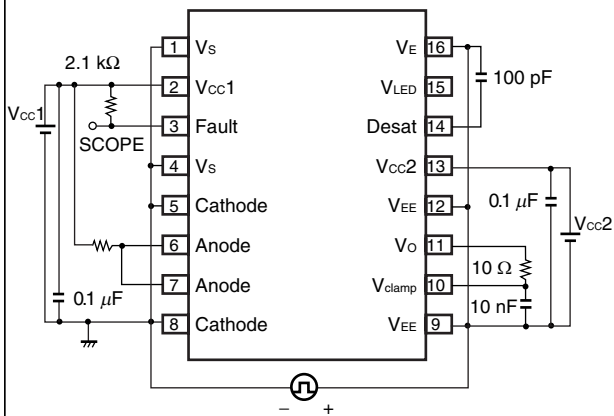 2.1 kΩ
VCC1
SCOPE
0.1 μF
1 VS
2 VCC1
3 Fault
4 VS
5 Cathode
6 Anode
7 Anode
8 Cathode
VE 16
VLED 15
Desat 14
VCC2 13
VEE 12
VO 11
Vclamp 10
VEE 9
100 pF
0.1 μF
VCC2
10 Ω
10 nF
− +